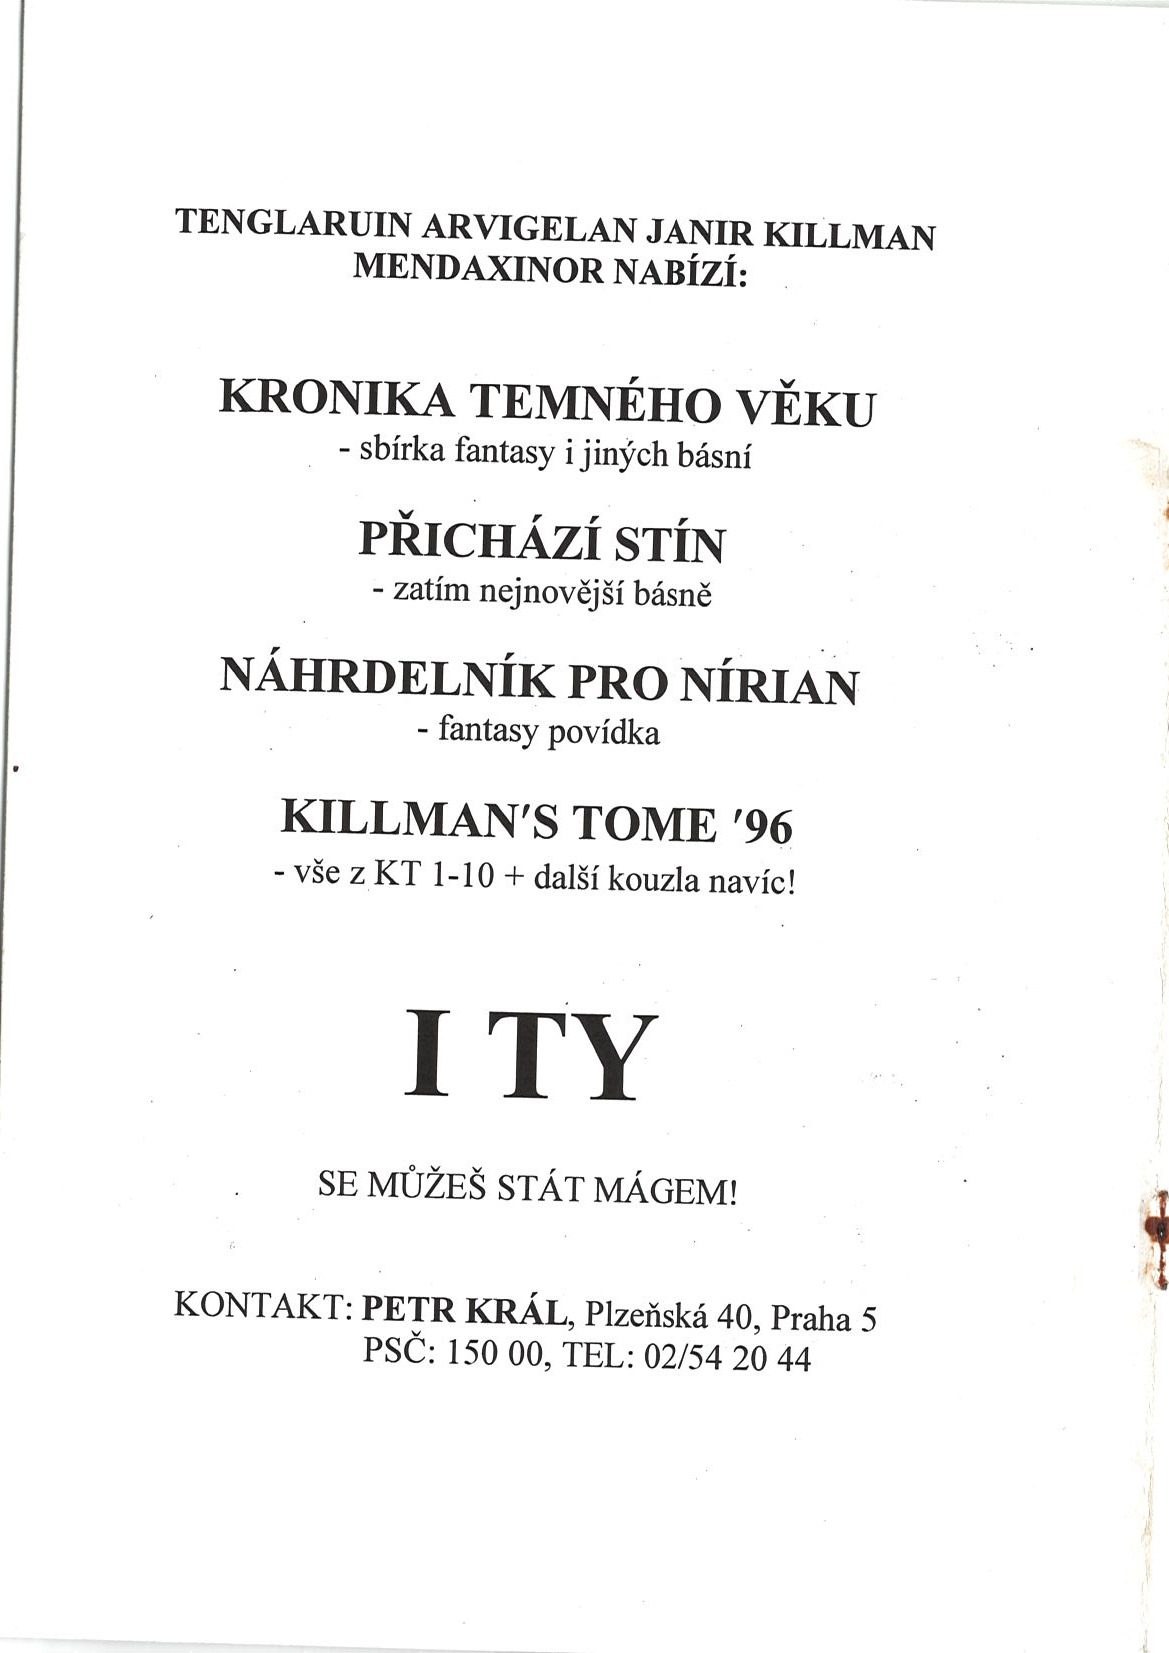 TENGLARUIN ARVIGELAN JANIR KILLMAN
MENDAXINOR NABÍZÍ:
KRONIKA TEMNÉHO VĚKU
- sbírka fantasy i jiných básní
PŘICHÁZÍ STÍN
- zatím nejnovější básně
NÁHRDELNÍK PRO NÍRIAN
- fantasy povídka
KILLMAN'S TOME '96
- vše z KT 1-10 + další kouzla navíc!
I TY
SE MŮŽEŠ STÁT MÁGEM!
KONTAKT: PETR KRÁL, Plzeňská 40, Praha 5
PSČ: 150 00, TEL: 02/54 20 44